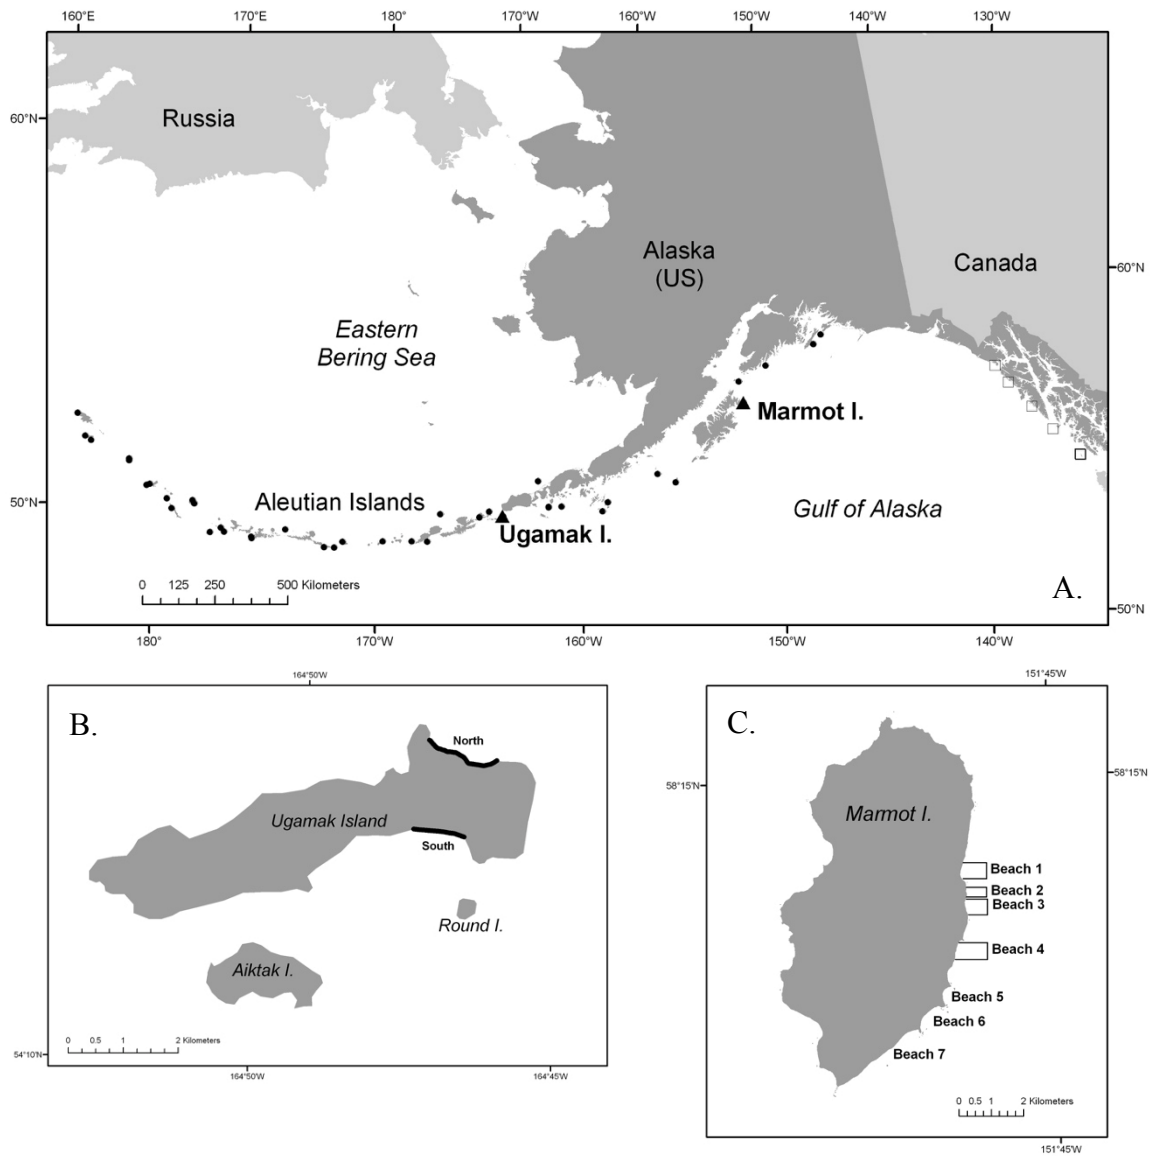 160°E 170°E 180° 170°W 160°W 150°W 140°W 130°W
60°N
Russia
Alaska
(US)
Canada
60°N
Eastern
Bering Sea
Marmot I.
50°N
Aleutian Islands
Gulf of Alaska
Ugamak I.
0 125 250 500 Kilometers
A.
50°N
180° 170°W 160°W 150°W 140°W
164°50'W
B.
North
Ugamak Island
South
Round I.
Aiktak I.
0 0.5 1 2 Kilometers
54°10'N
164°50'W 164°45'W
151°45'W
C.
58°15'N
58°15'N
Marmot I.
Beach 1
Beach 2
Beach 3
Beach 4
Beach 5
Beach 6
Beach 7
0 0.5 1 2 Kilometers
151°45'W